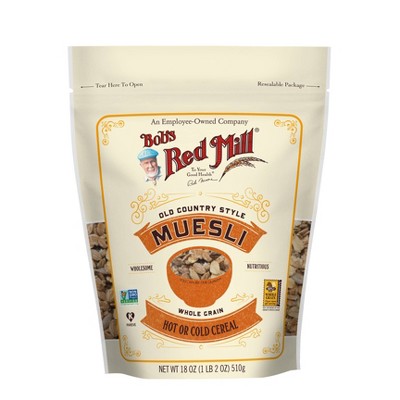 Tear Here To Open
Resealable Package
An Employee-Owned Company
Bob's
Red Mill®
To Your
Good Health™
OLD COUNTRY STYLE
MUESLI
WHOLESOME
NUTRITIOUS
WHOLE GRAIN
HOT OR COLD CEREAL
NET WT 18 OZ (1 LB 2 OZ) 510g